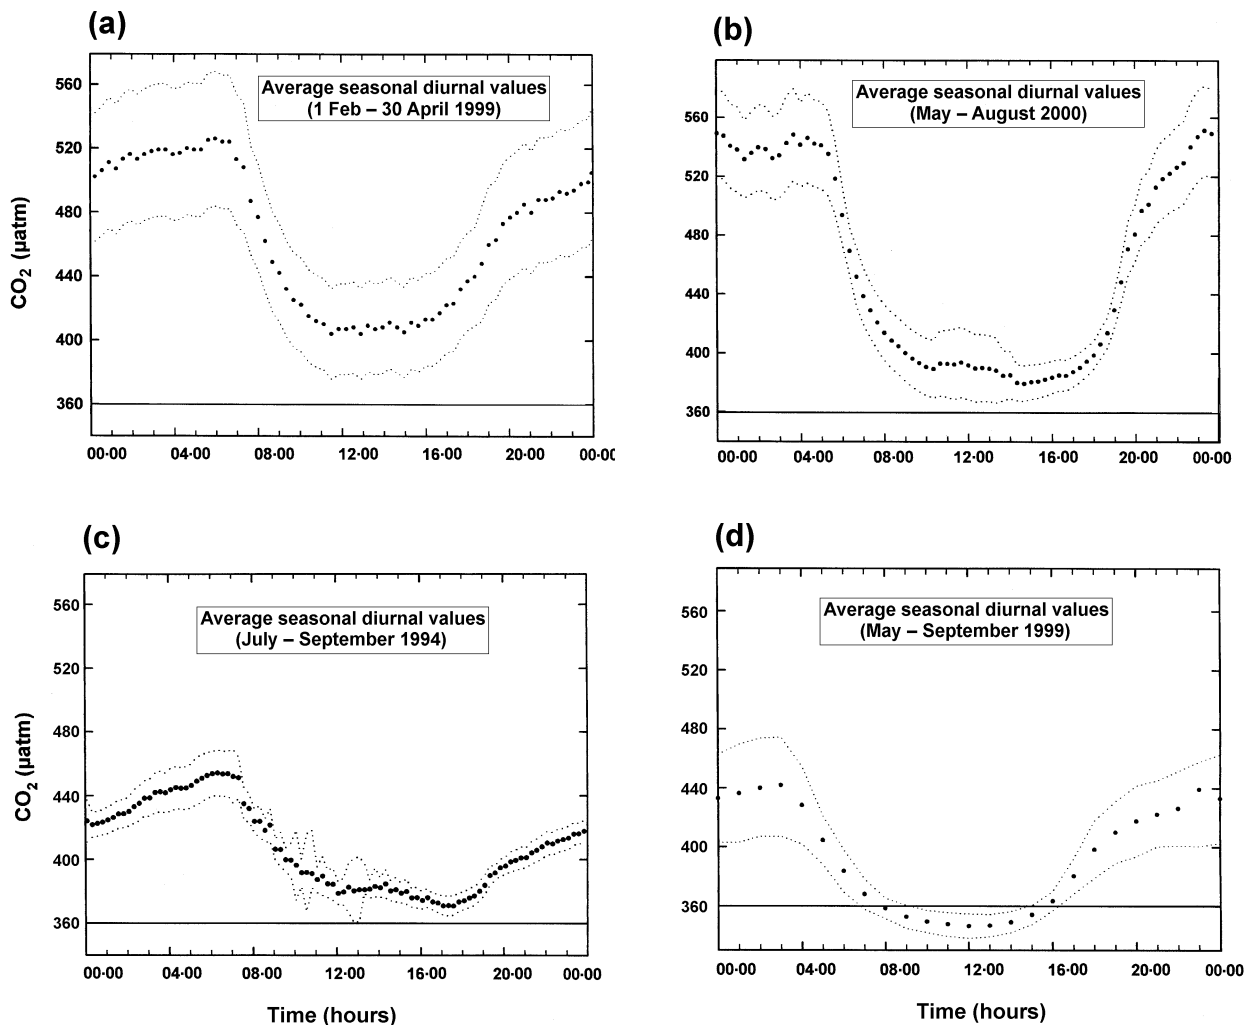 (a)
Average seasonal diurnal values
(1 Feb – 30 April 1999)
560
520
480
440
400
360
CO2 (µatm)
00·00 04·00 08·00 12·00 16·00 20·00 00:0
(b)
Average seasonal diurnal values
(May – August 2000)
560
520
480
440
400
360
00·00 04·00 08·00 12·00 16·00 20·00 00·00
(c)
Average seasonal diurnal values
(July – September 1994)
560
520
480
440
400
360
CO2 (µatm)
00·00 04·00 08·00 12·00 16·00 20·00 00·00
Time (hours)
(d)
Average seasonal diurnal values
(May – September 1999)
560
520
480
440
400
360
00·00 04·00 08·00 12·00 16·00 20·00 00·00
Time (hours)